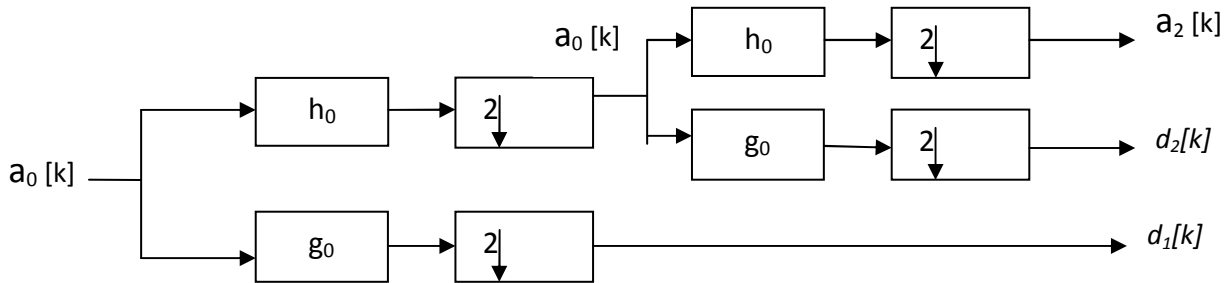 a₀ [k]
h₀
2
a₀ [k]
h₀
2
a₂ [k]
g₀
2
d₂[k]
g₀
2
d₁[k]